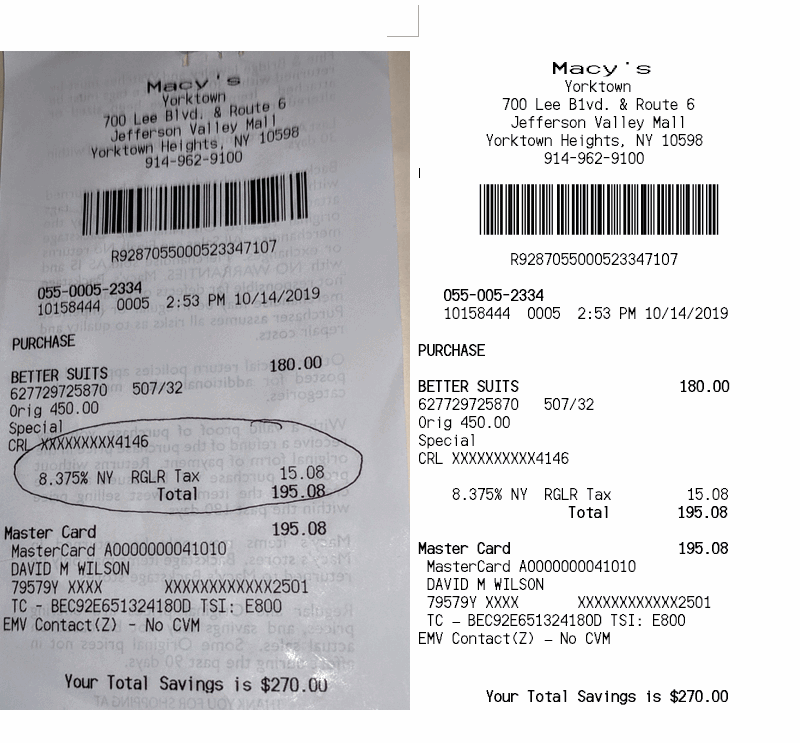 Macy's
Yorktown
700 Lee Blvd. & Route 6
Jefferson Valley Mall
Yorktown Heights, NY 10598
914-962-9100
R9287055000523347107
055-0005-2334
10158444 0005 2:53 PM 10/14/2019
PURCHASE
BETTER SUITS 180.00
627729725870 507/32
Orig 450.00
Special
CRL XXXXXXXXX4146
8.375% NY RGLR Tax 15.08
Total 195.08
Master Card 195.08
MasterCard A0000000041010
DAVID M WILSON
79579Y XXXX XXXXXXXXXXXX2501
TC - BEC92E651324180D TSI: E800
EMV Contact(Z) - No CVM
Your Total Savings is $270.00
Macy's
Yorktown
700 Lee B1vd. & Route 6
Jefferson Valley Mall
Yorktown Heights, NY 10598
914-962-9100
R9287055000523347107
055-005-2334
10158444 0005 2:53 PM 10/14/2019
PURCHASE
BETTER SUITS 180.00
627729725870 507/32
Orig 450.00
Special
CRL XXXXXXXXXX4146
8.375% NY RGLR Tax 15.08
Total 195.08
Master Card 195.08
MasterCard A0000000041010
DAVID M WILSON
79579Y XXXX XXXXXXXXXXXX2501
TC – BEC92E651324180D TSI: E800
EMV Contact(Z) – No CVM
Your Total Savings is $270.00